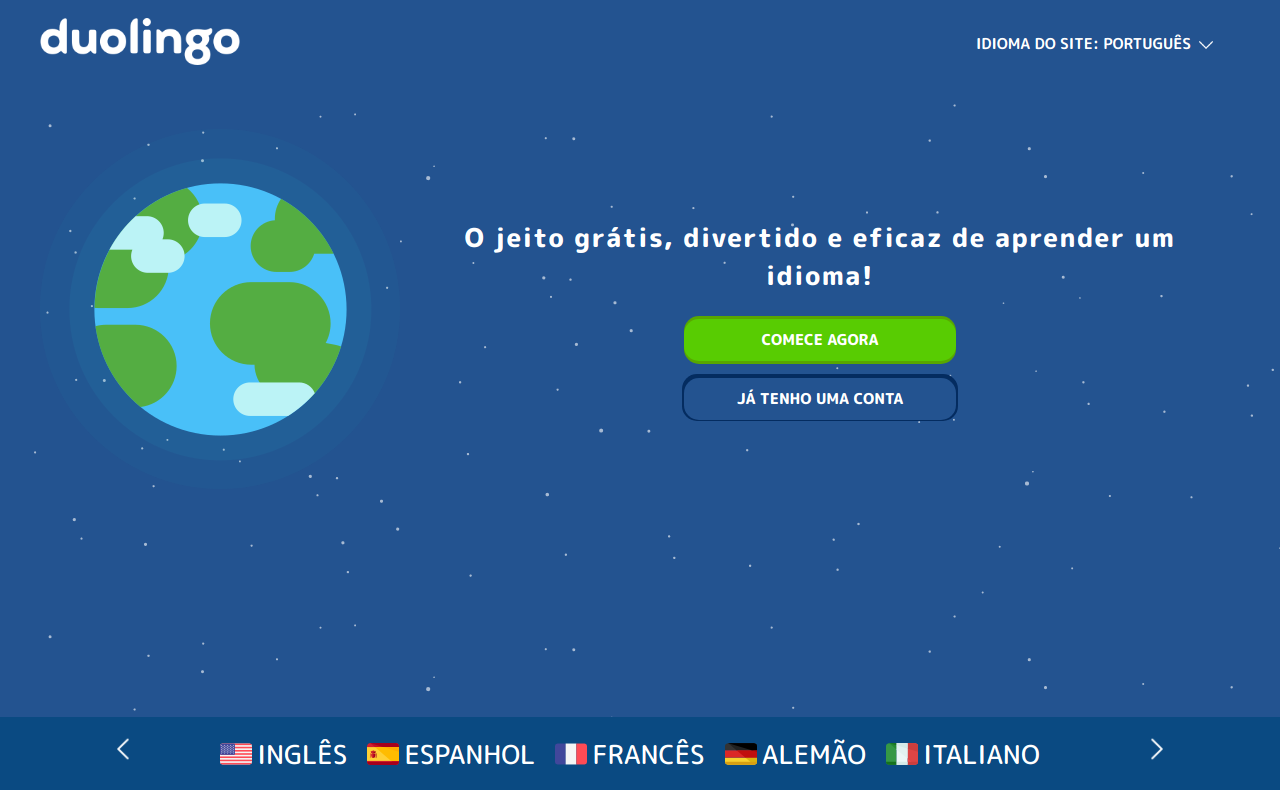 duolingo
IDIOMA DO SITE: PORTUGUÊS
O jeito grátis, divertido e eficaz de aprender um
idioma!
COMECE AGORA
JÁ TENHO UMA CONTA
INGLÊS ESPANHOL FRANCÊS ALEMÃO ITALIANO